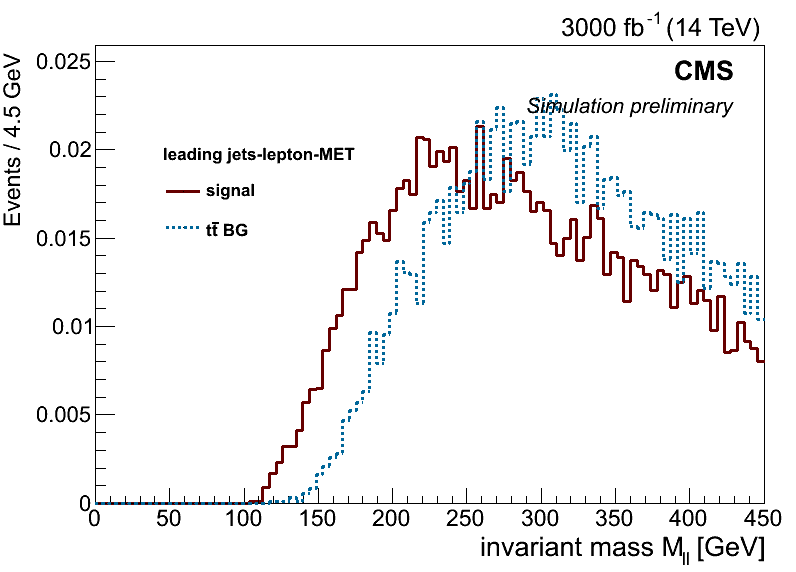 3000 fb⁻¹ (14 TeV)
CMS
Simulation preliminary
Events / 4.5 GeV
0.025
0.02
0.015
0.01
0.005
0
leading jets-lepton-MET
signal
tt̄ BG
0 50 100 150 200 250 300 350 400 450
invariant mass M_ll [GeV]